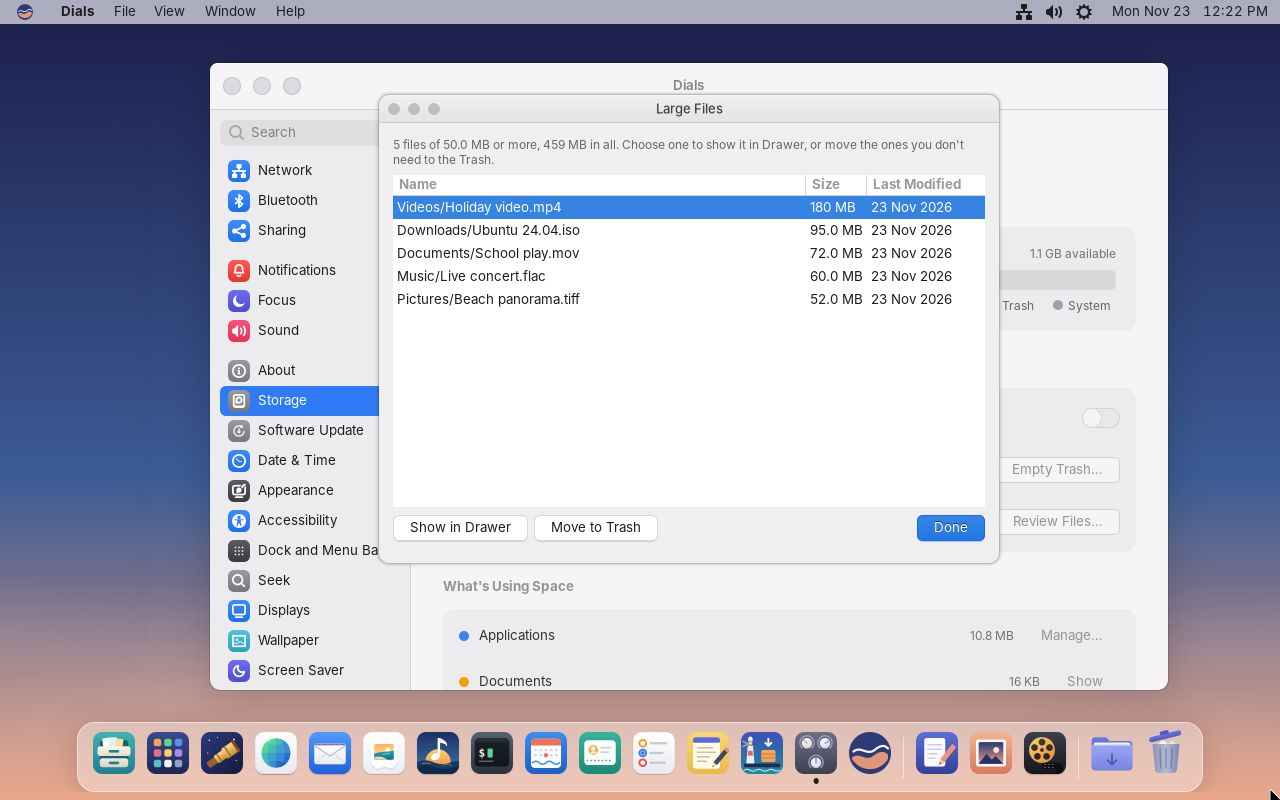 Dials File View Window Help Mon Nov 23 12:22 PM
Dials
Large Files
Search
5 files of 50.0 MB or more, 459 MB in all. Choose one to show it in Drawer, or move the ones you don't
need to the Trash.
Name Size Last Modified
Videos/Holiday video.mp4 180 MB 23 Nov 2026
Downloads/Ubuntu 24.04.iso 95.0 MB 23 Nov 2026
Documents/School play.mov 72.0 MB 23 Nov 2026
Music/Live concert.flac 60.0 MB 23 Nov 2026
Pictures/Beach panorama.tiff 52.0 MB 23 Nov 2026
Show in Drawer Move to Trash Done
Network
Bluetooth
Sharing
Notifications
Focus
Sound
About
Storage
Software Update
Date & Time
Appearance
Accessibility
Dock and Menu Ba
Seek
Displays
Wallpaper
Screen Saver
1.1 GB available
Trash System
Empty Trash...
Review Files...
What's Using Space
Applications 10.8 MB Manage...
Documents 16 KB Show
$